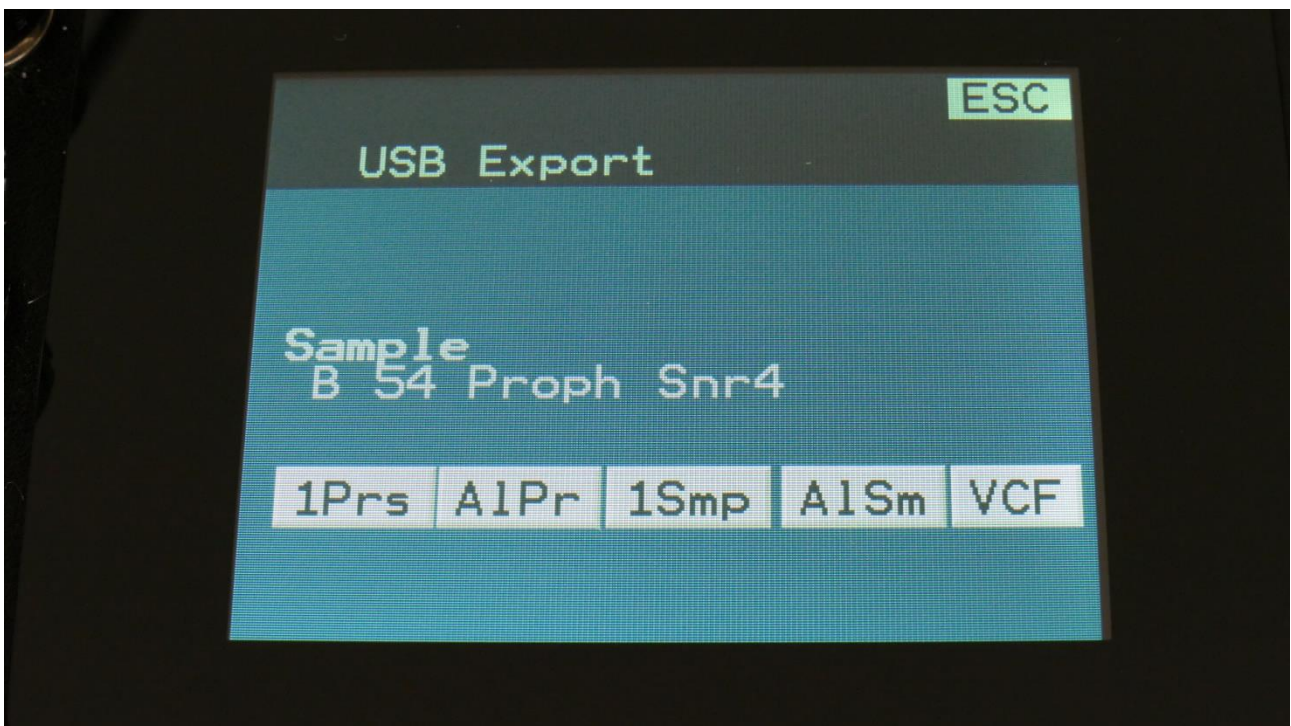 ESC
USB Export
Sample
B 54 Proph Snr4
1Prs AlPr 1Smp AlSm VCF